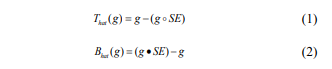 T_hat(g) = g − (g ∘ SE) (1)
B_hat(g) = (g • SE) − g (2)